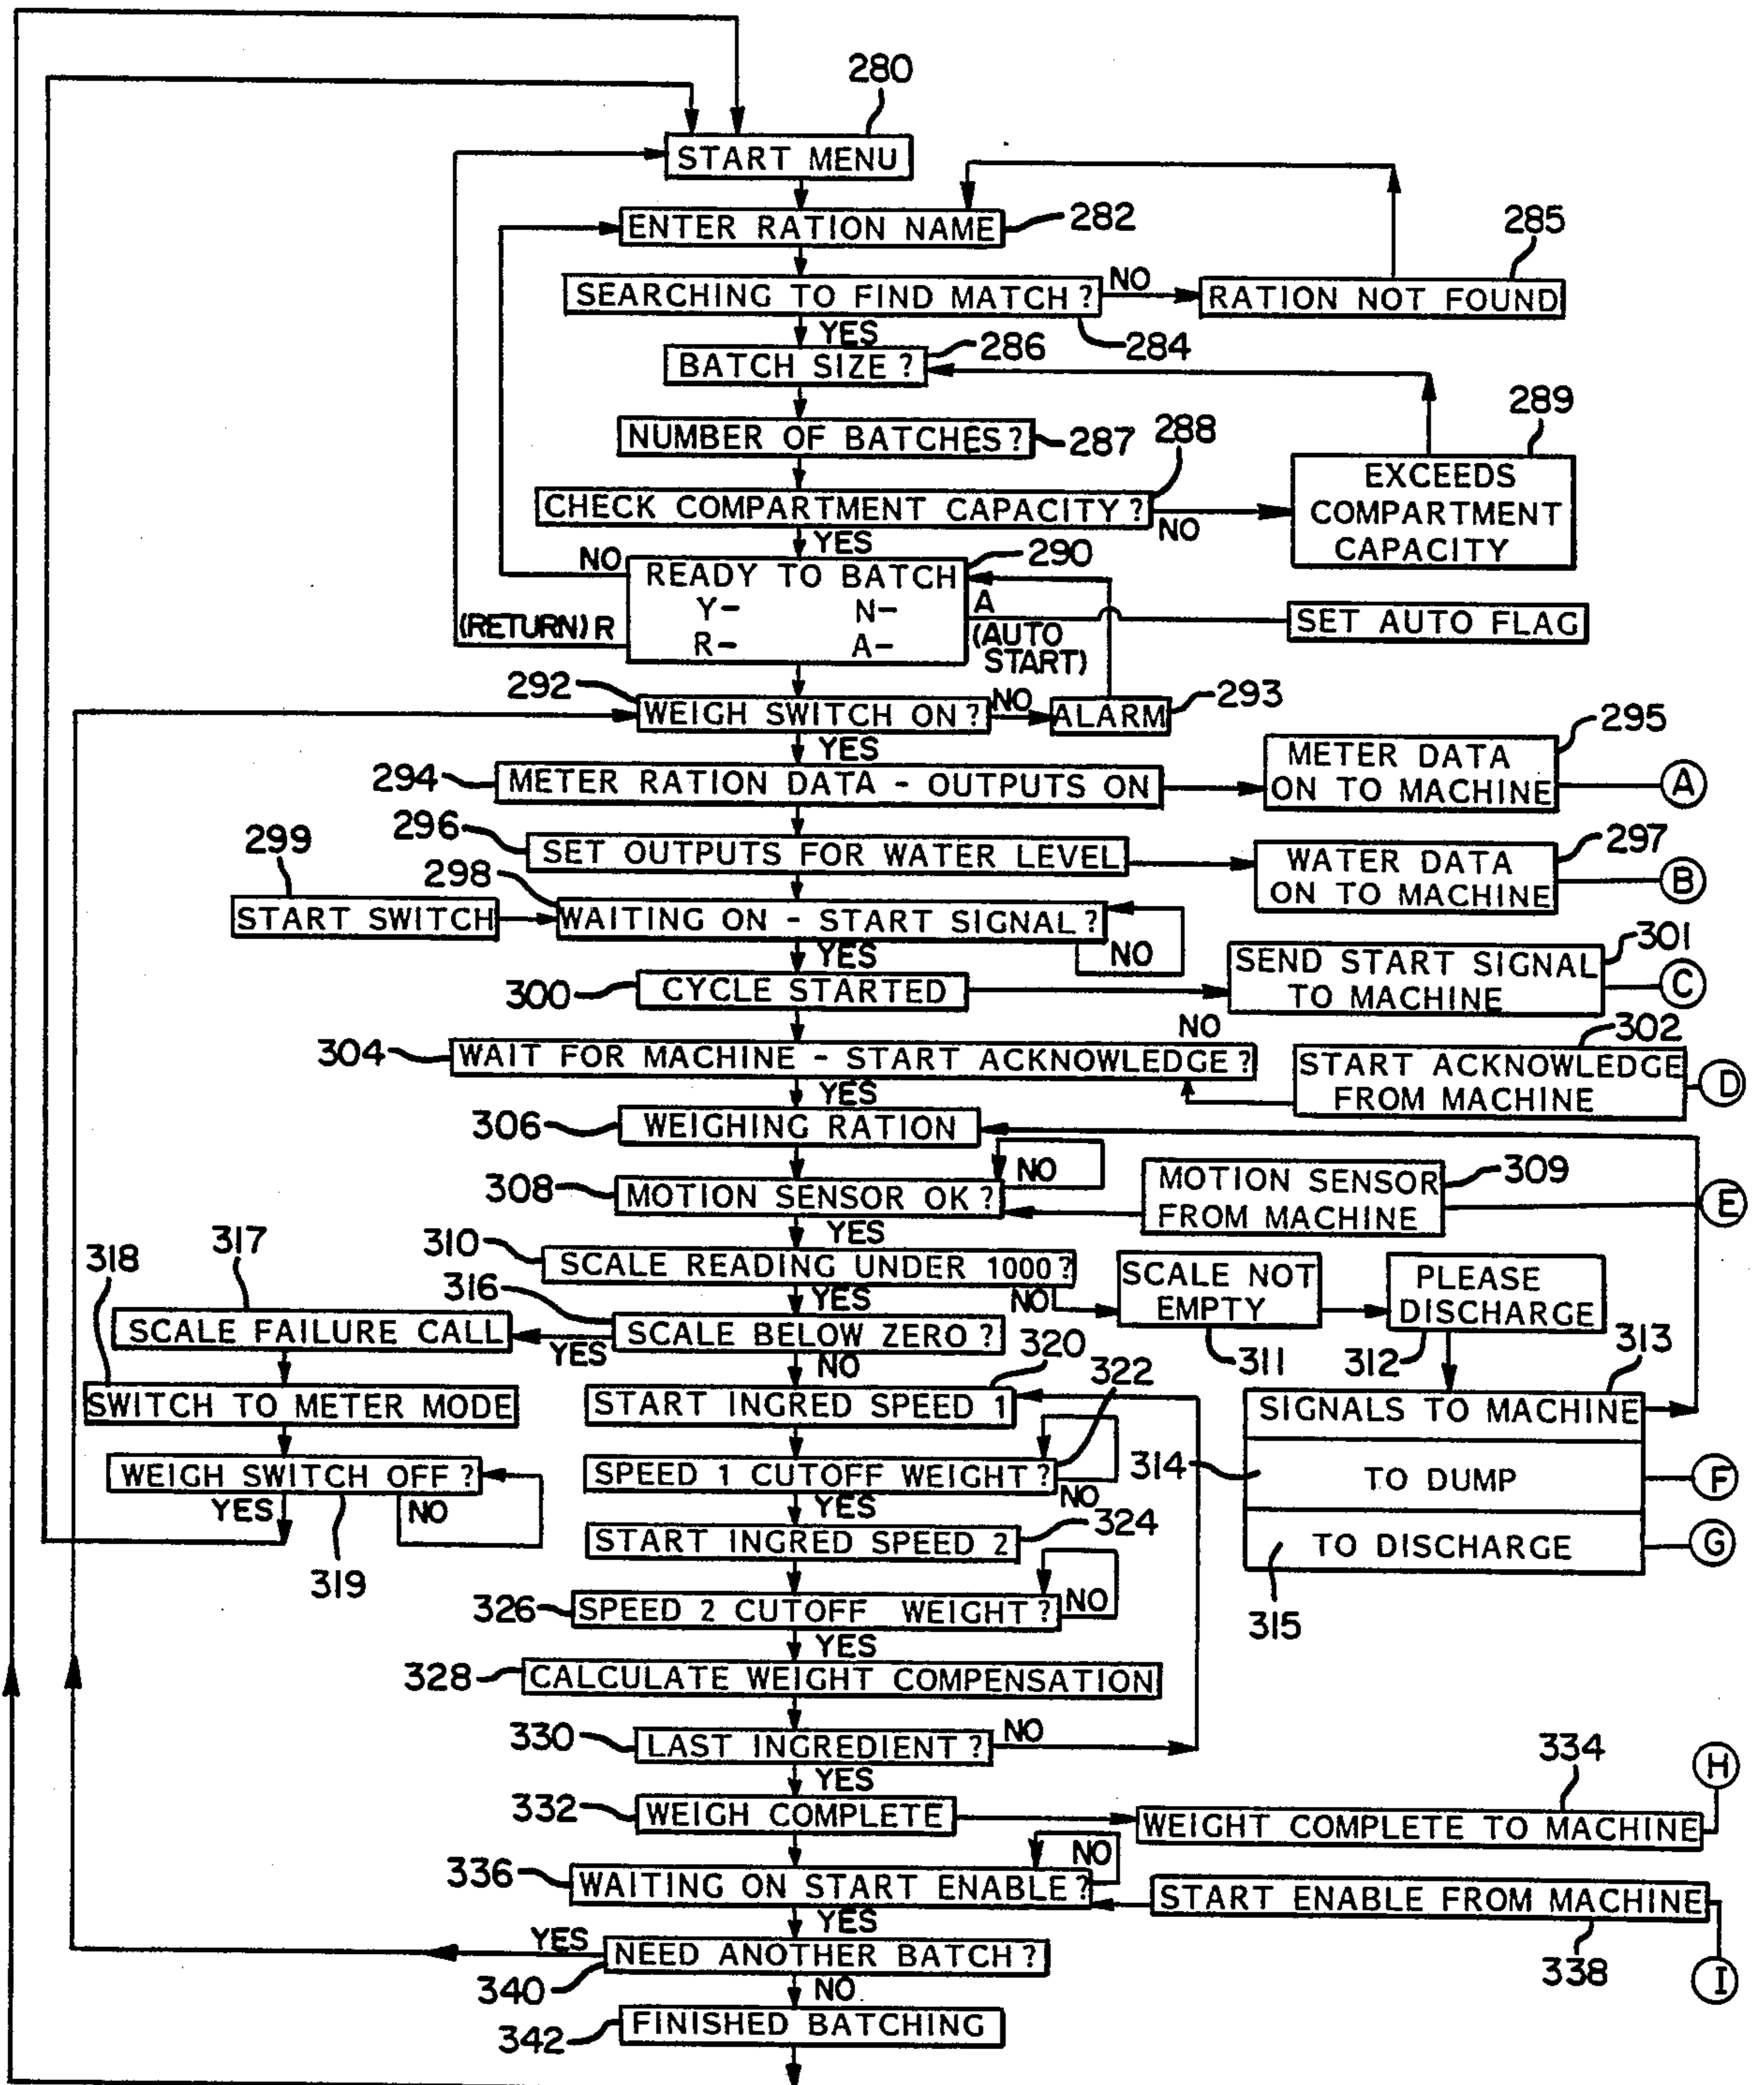 280
START MENU
ENTER RATION NAME
282
285
SEARCHING TO FIND MATCH ?
NO
RATION NOT FOUND
YES
284
286
BATCH SIZE ?
289
NUMBER OF BATCHES ?
287
288
CHECK COMPARTMENT CAPACITY ?
NO
EXCEEDS
COMPARTMENT
CAPACITY
YES
NO
290
READY TO BATCH
Y- N-
R- A-
(RETURN) R
A
(AUTO
START)
SET AUTO FLAG
292
WEIGH SWITCH ON ?
NO
ALARM
293
YES
295
294
METER RATION DATA - OUTPUTS ON
METER DATA
ON TO MACHINE
A
296
SET OUTPUTS FOR WATER LEVEL
297
WATER DATA
ON TO MACHINE
B
299
298
START SWITCH
WAITING ON - START SIGNAL ?
NO
YES
301
300
CYCLE STARTED
SEND START SIGNAL
TO MACHINE
C
NO
302
304
WAIT FOR MACHINE - START ACKNOWLEDGE ?
START ACKNOWLEDGE
FROM MACHINE
D
YES
306
WEIGHING RATION
NO
308
MOTION SENSOR OK ?
309
MOTION SENSOR
FROM MACHINE
E
YES
310
SCALE READING UNDER 1000 ?
YES
NO
SCALE NOT
EMPTY
311
PLEASE
DISCHARGE
312
313
318
317
316
SCALE FAILURE CALL
YES
SCALE BELOW ZERO ?
NO
320
322
SWITCH TO METER MODE
START INGRED SPEED 1
SIGNALS TO MACHINE
WEIGH SWITCH OFF ?
YES
NO
319
SPEED 1 CUTOFF WEIGHT ?
NO
YES
314
TO DUMP
F
324
START INGRED SPEED 2
TO DISCHARGE
G
315
326
SPEED 2 CUTOFF WEIGHT ?
NO
YES
328
CALCULATE WEIGHT COMPENSATION
330
LAST INGREDIENT ?
NO
YES
334
H
332
WEIGH COMPLETE
WEIGHT COMPLETE TO MACHINE
NO
336
WAITING ON START ENABLE ?
START ENABLE FROM MACHINE
YES
338
I
YES
NEED ANOTHER BATCH ?
340
NO
342
FINISHED BATCHING